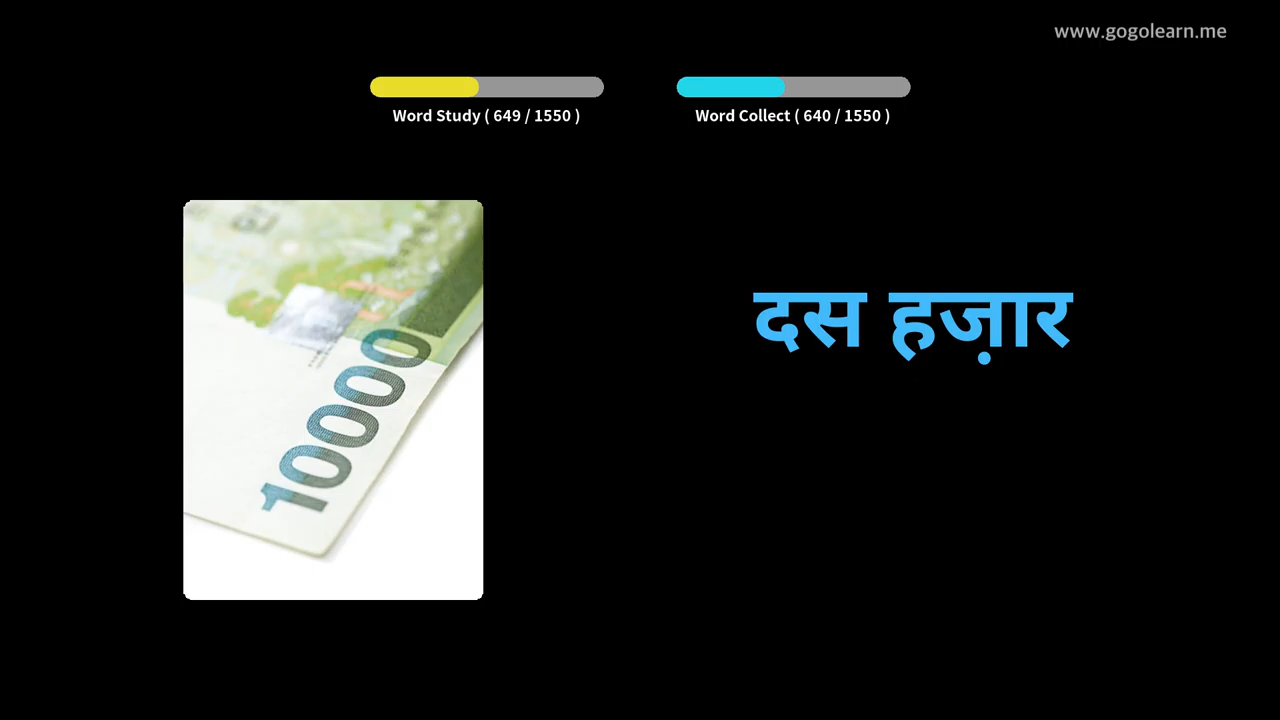 www.gogolearn.me
Word Study ( 649 / 1550 )
Word Collect ( 640 / 1550 )
दस हज़ार
10000